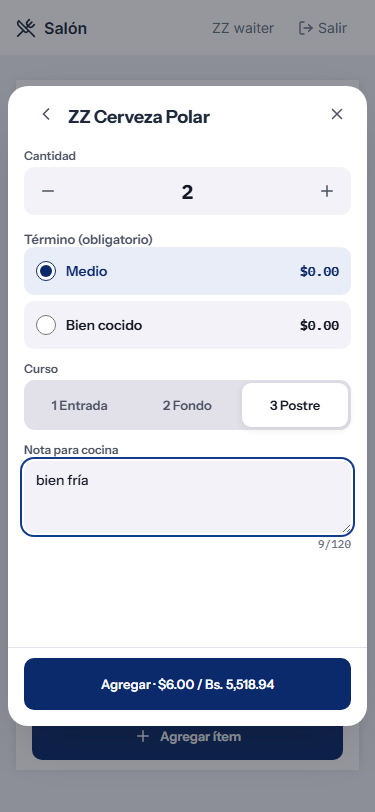 Salón
ZZ waiter
Salir
ZZ Cerveza Polar
Cantidad
2
Término (obligatorio)
Medio $0.00
Bien cocido $0.00
Curso
1 Entrada 2 Fondo 3 Postre
Nota para cocina
bien fría
9/120
Agregar · $6.00 / Bs. 5,518.94
Agregar ítem